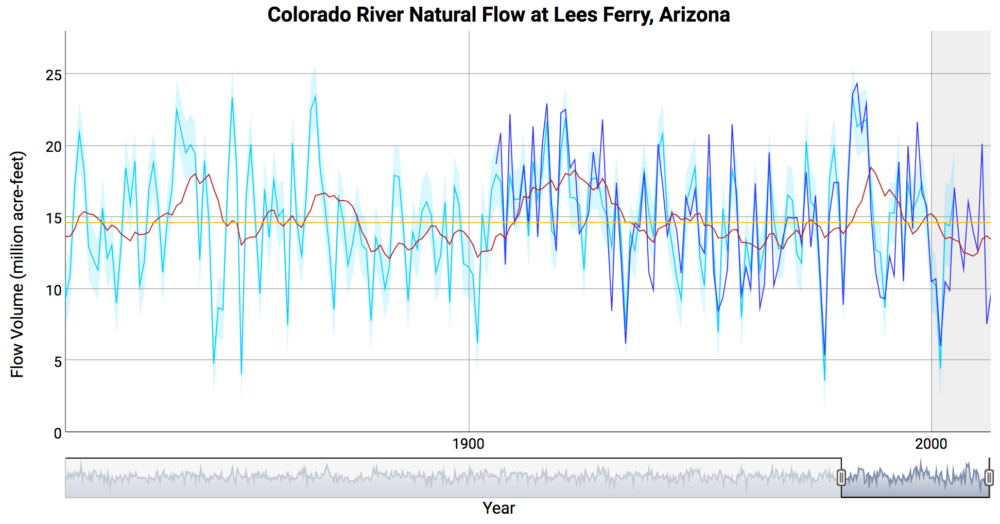 Colorado River Natural Flow at Lees Ferry, Arizona
Flow Volume (million acre-feet)
25
20
15
10
5
0
1900 2000
Year